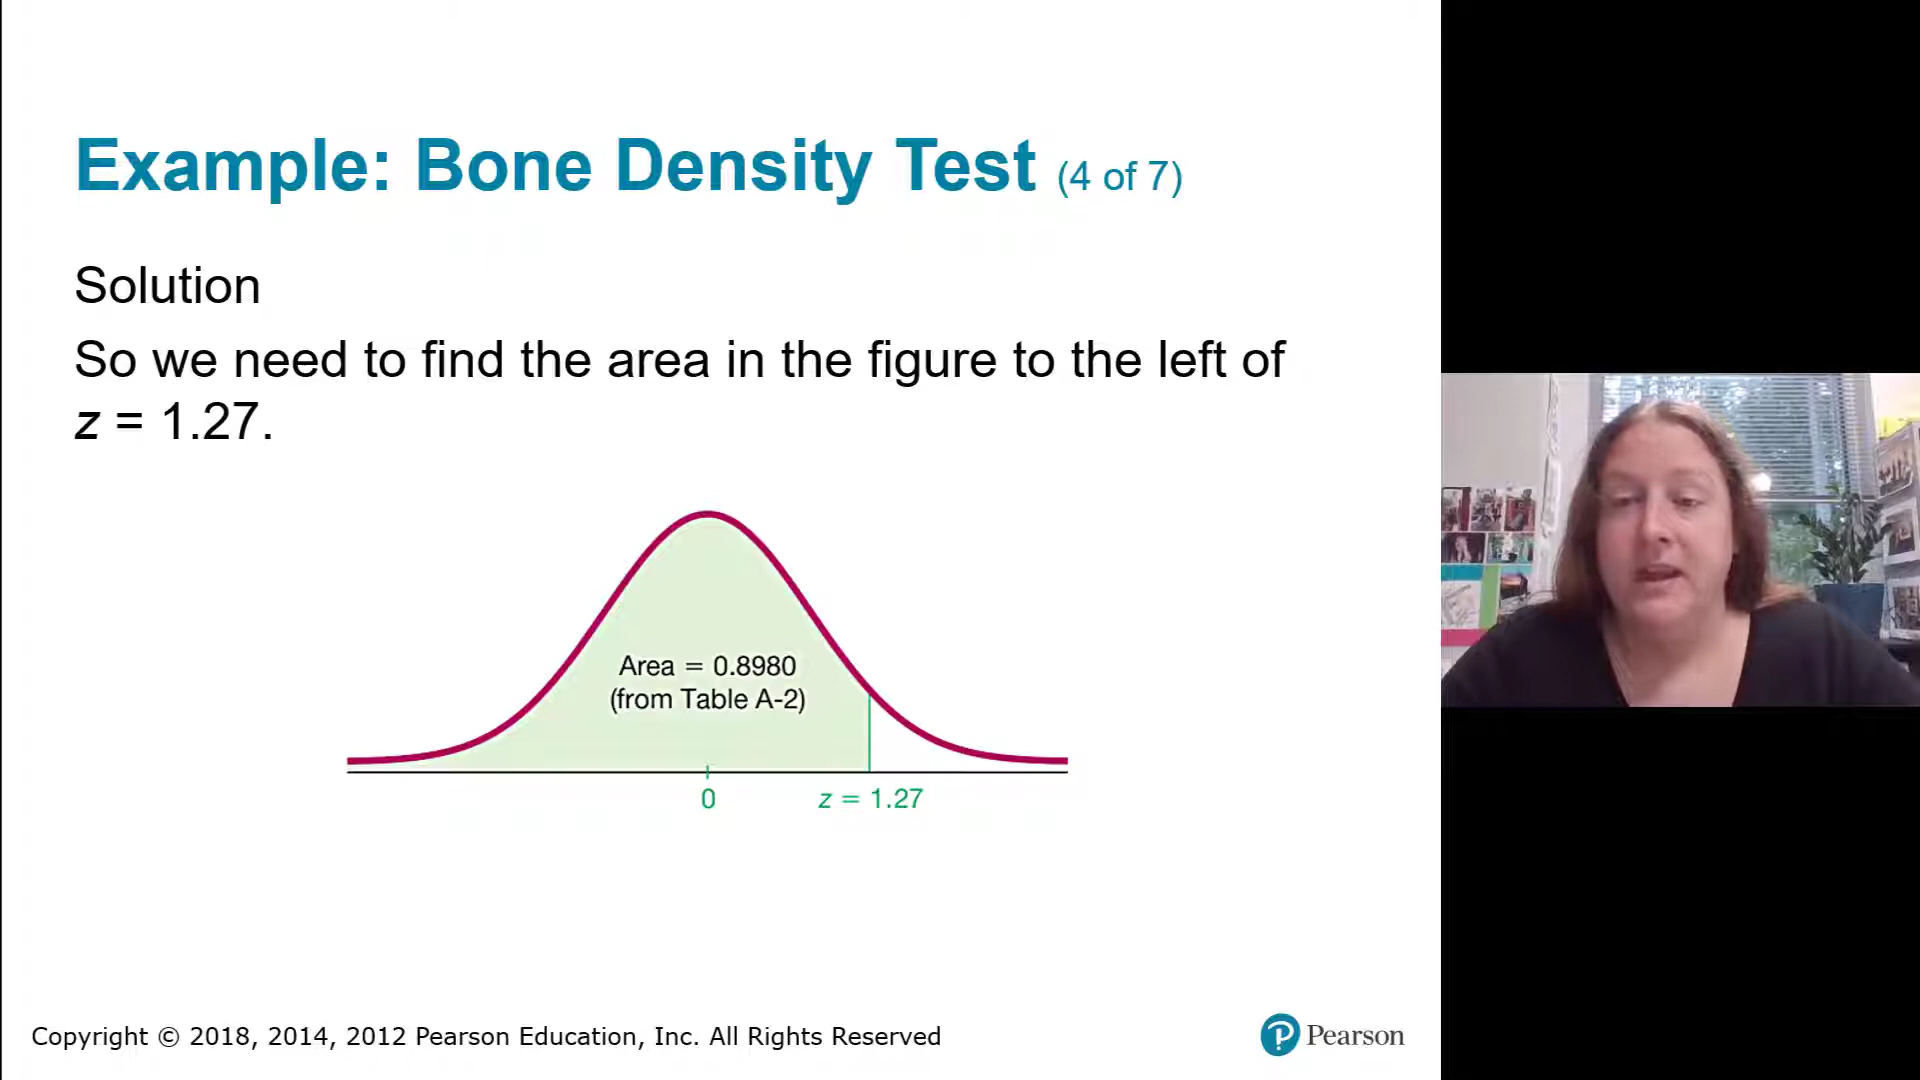 Example: Bone Density Test (4 of 7)
Solution
So we need to find the area in the figure to the left of
z = 1.27.
Area = 0.8980
(from Table A-2)
0
z = 1.27
Copyright © 2018, 2014, 2012 Pearson Education, Inc. All Rights Reserved
Pearson